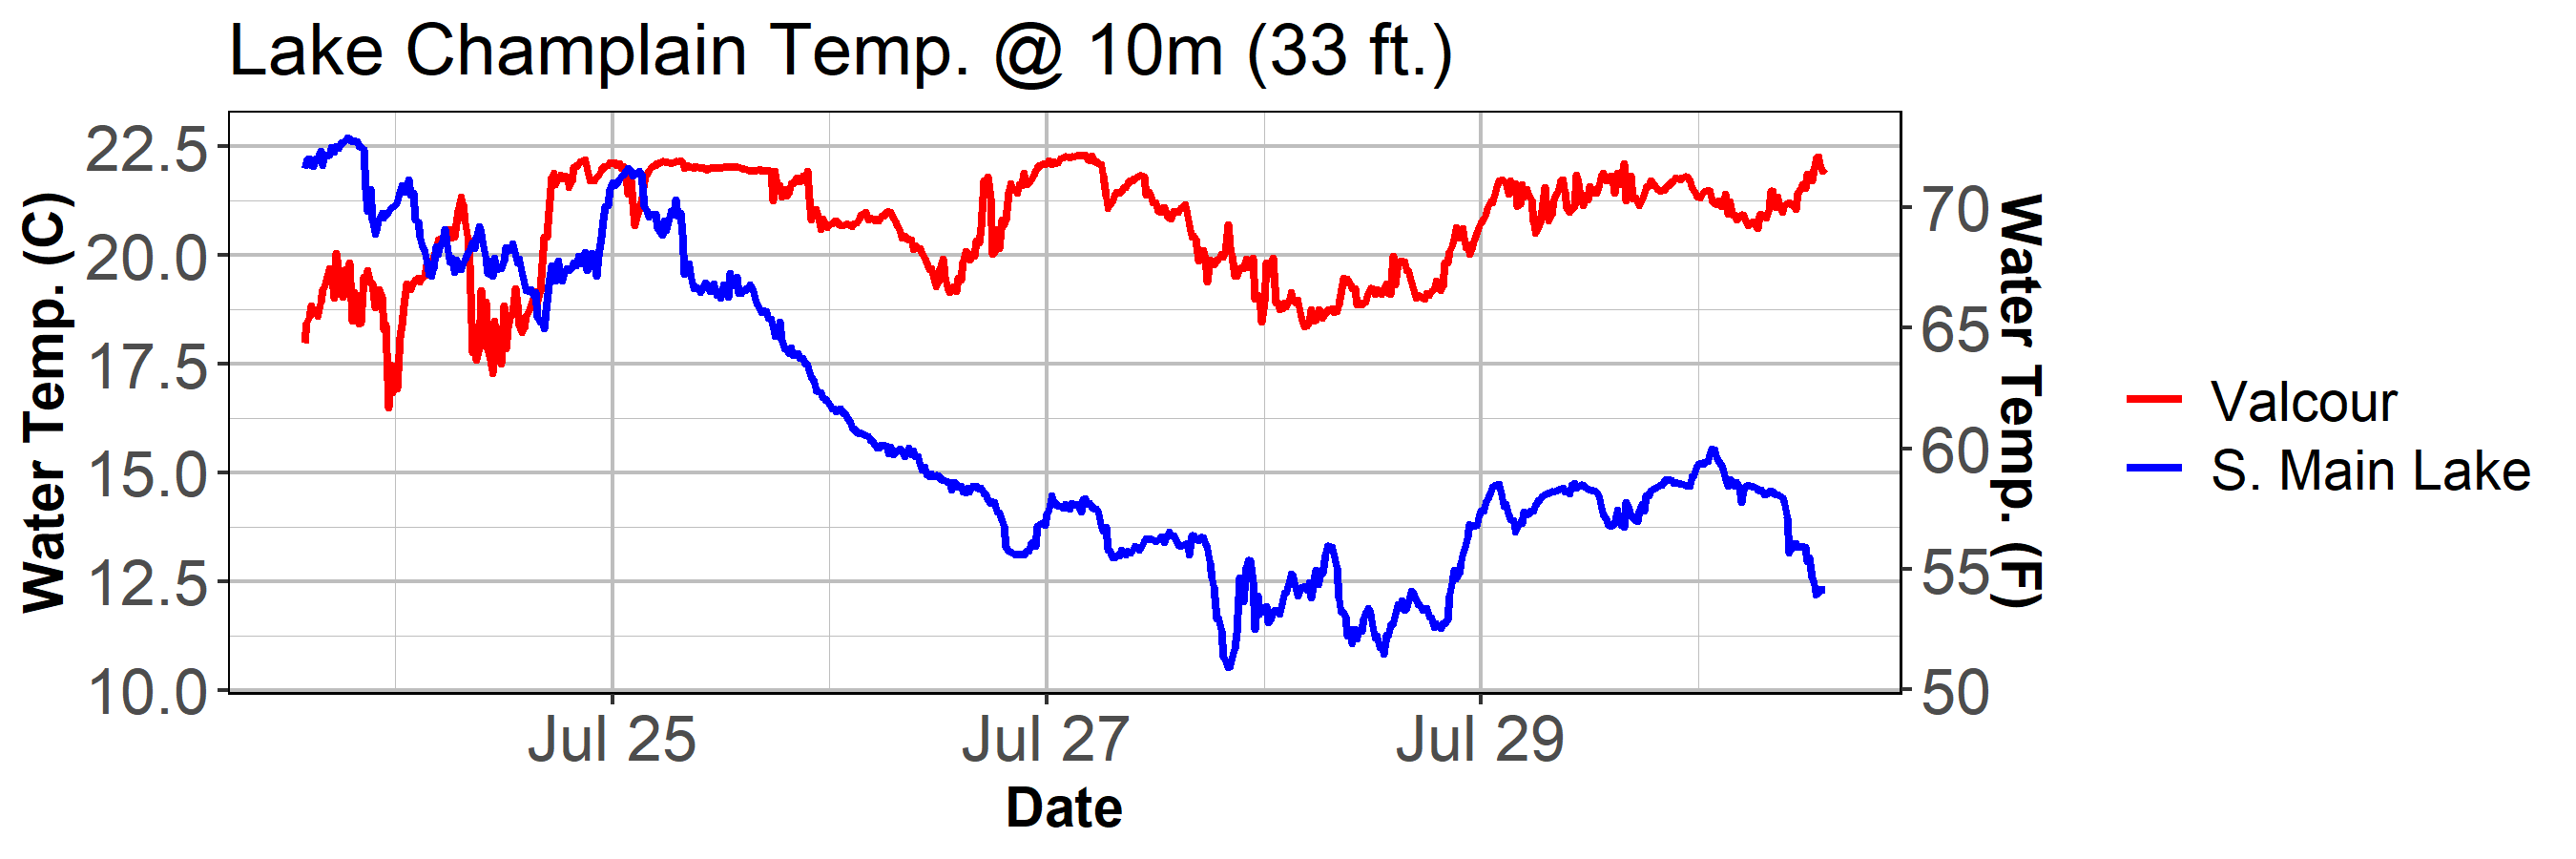 Lake Champlain Temp. @ 10m (33 ft.)
Water Temp. (C)
22.5
20.0
17.5
15.0
12.5
10.0
70
65
60
55
50
Water Temp. (F)
Jul 25
Jul 27
Jul 29
Date
Valcour
S. Main Lake